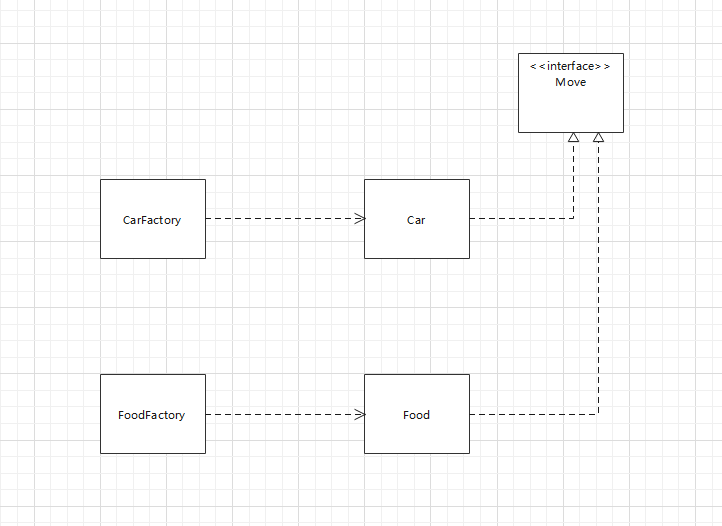 <<interface>>
Move
CarFactory
Car
FoodFactory
Food